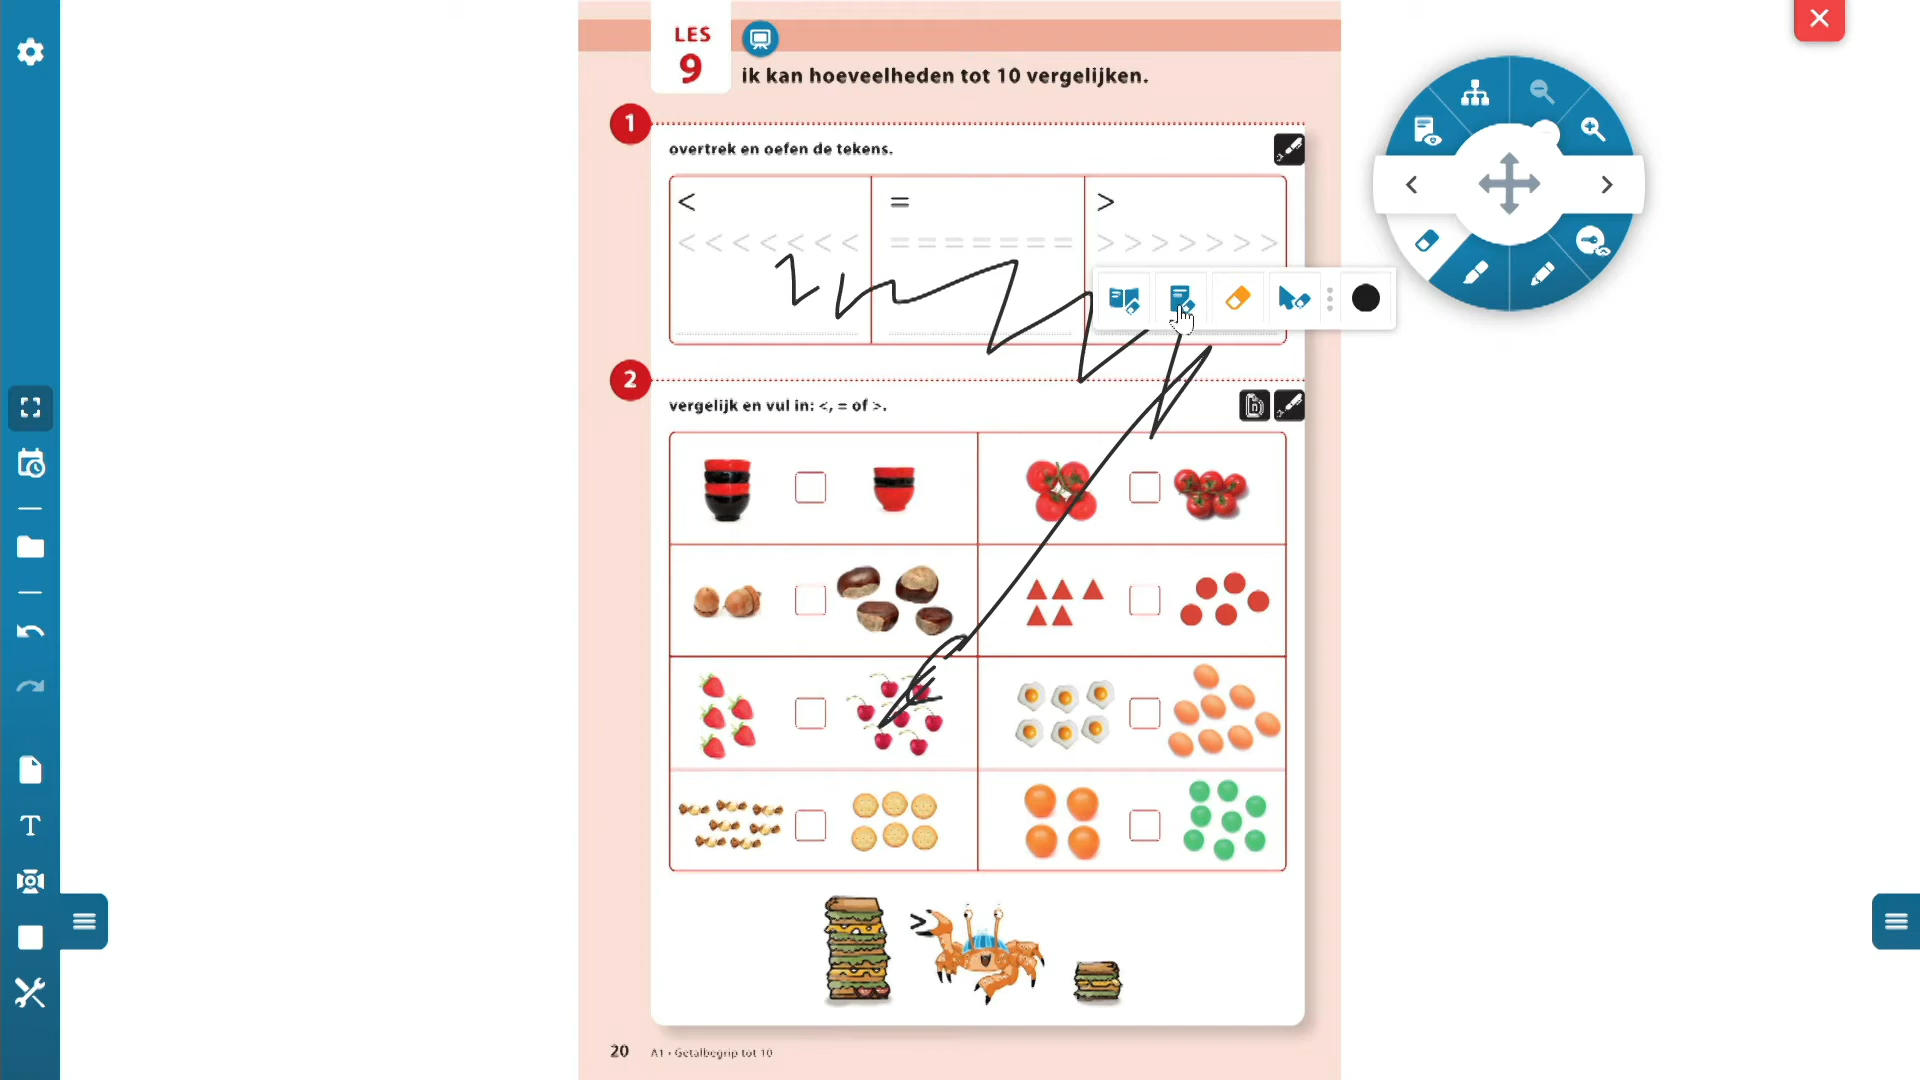 LES
9
ik kan hoeveelheden tot 10 vergelijken.
1
overtrek en oefen de tekens.
< = >
< < < < < < < = = = = = = = > > > > > > >
2
vergelijk en vul in: <, = of >.
>
20 A1 • Getalbegrip tot 10